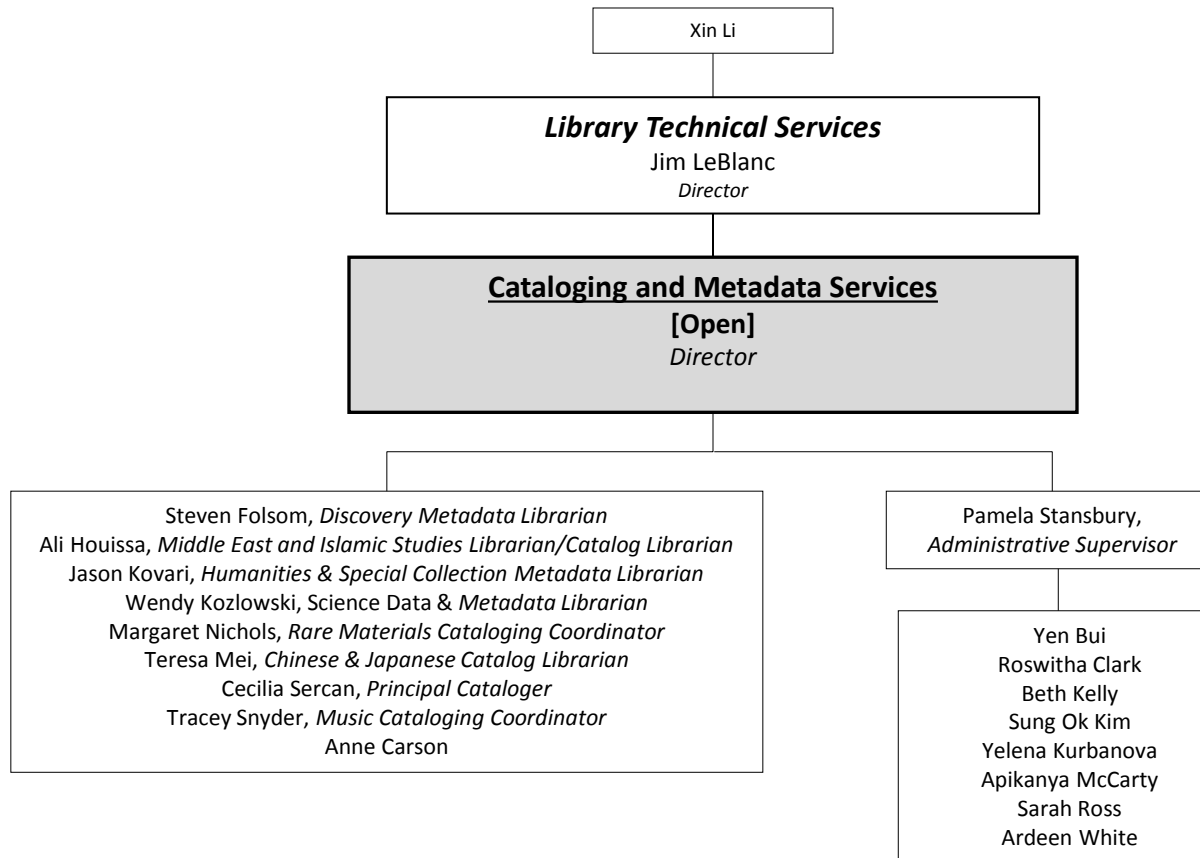 Xin Li
Library Technical Services
Jim LeBlanc
Director
Cataloging and Metadata Services
[Open]
Director
Steven Folsom, Discovery Metadata Librarian
Ali Houissa, Middle East and Islamic Studies Librarian/Catalog Librarian
Jason Kovari, Humanities & Special Collection Metadata Librarian
Wendy Kozlowski, Science Data & Metadata Librarian
Margaret Nichols, Rare Materials Cataloging Coordinator
Teresa Mei, Chinese & Japanese Catalog Librarian
Cecilia Sercan, Principal Cataloger
Tracey Snyder, Music Cataloging Coordinator
Anne Carson
Pamela Stansbury,
Administrative Supervisor
Yen Bui
Roswitha Clark
Beth Kelly
Sung Ok Kim
Yelena Kurbanova
Apikanya McCarty
Sarah Ross
Ardeen White